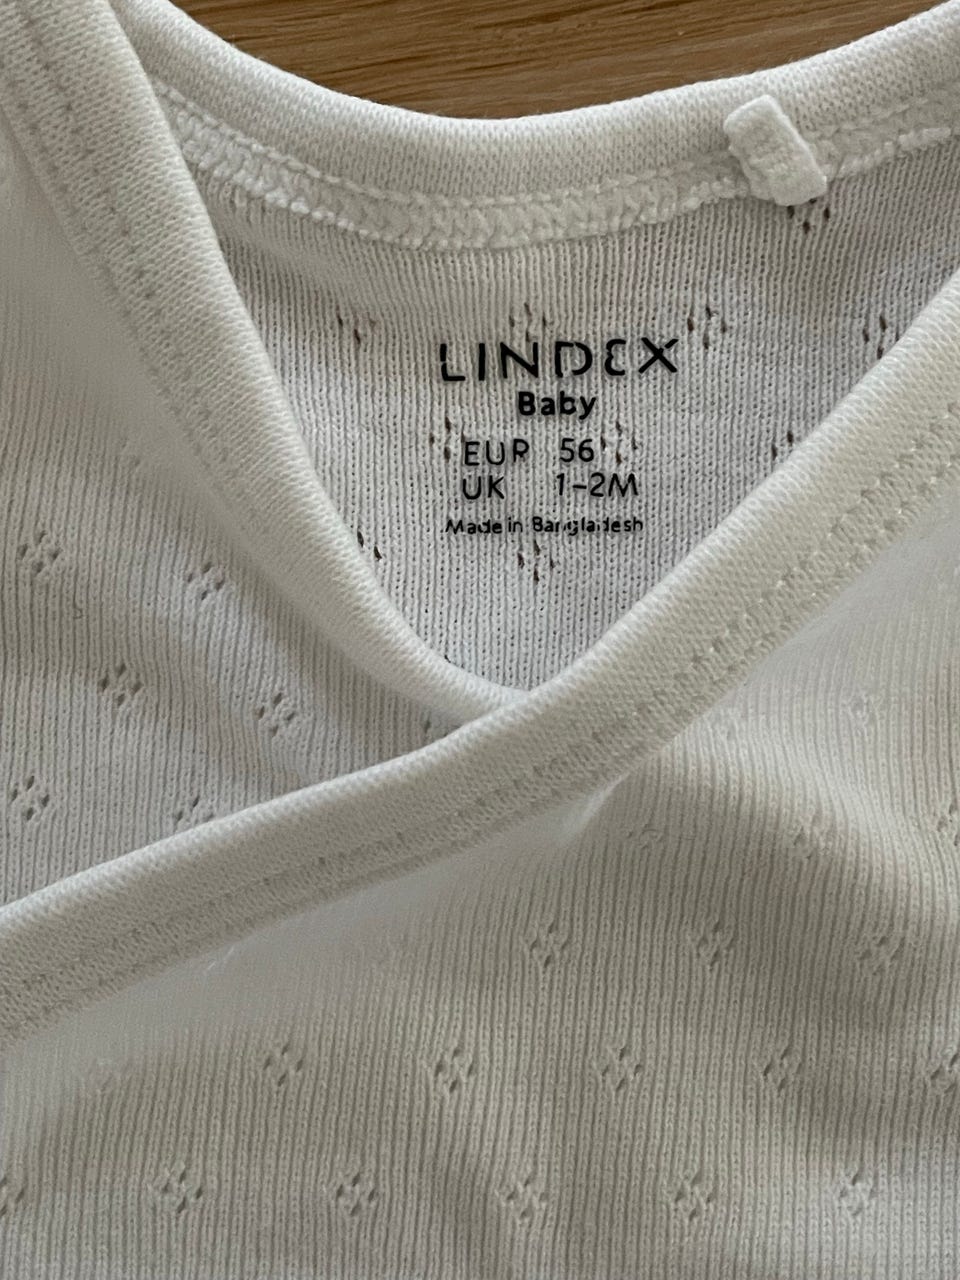 LINDEX
Baby
EUR 56
UK 1-2M
Made in Bangladesh